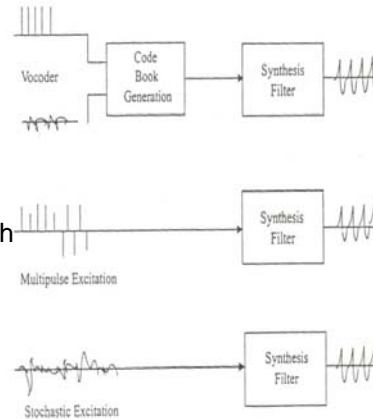 Vocoder
Code
Book
Generation
Synthesis
Filter
h
Synthesis
Filter
Multipulse Excitation
Synthesis
Filter
Stochastic Excitation